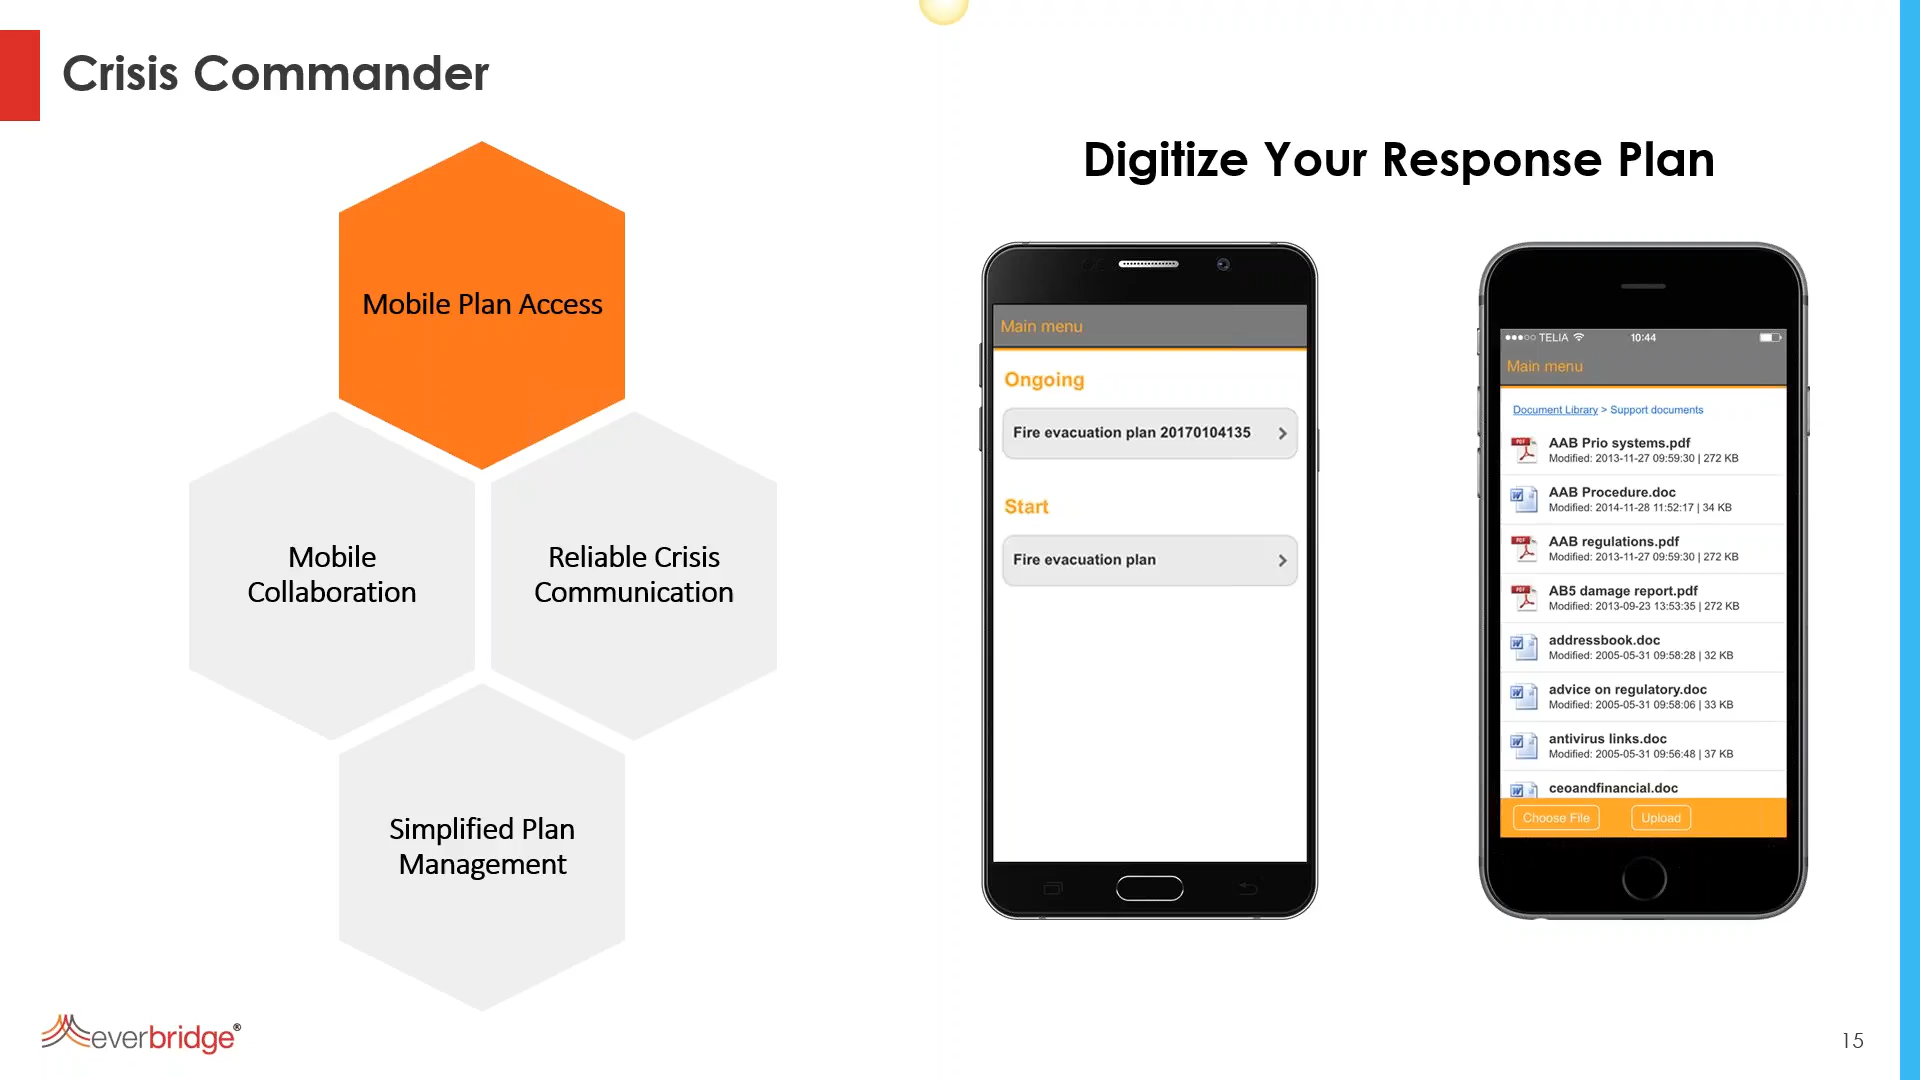 Crisis Commander
Mobile Plan Access
Mobile
Collaboration
Reliable Crisis
Communication
Simplified Plan
Management
Digitize Your Response Plan
Main menu
Ongoing
Fire evacuation plan 20170104135
Start
Fire evacuation plan
TELIA 10:44
Main menu
Document Library > Support documents
AAB Prio systems.pdf
Modified: 2013-11-27 09:59:30 | 272 KB
AAB Procedure.doc
Modified: 2014-11-28 11:52:17 | 34 KB
AAB regulations.pdf
Modified: 2013-11-27 09:59:30 | 272 KB
AB5 damage report.pdf
Modified: 2013-09-23 13:53:35 | 272 KB
addressbook.doc
Modified: 2005-05-31 09:58:28 | 32 KB
advice on regulatory.doc
Modified: 2005-05-31 09:58:06 | 33 KB
antivirus links.doc
Modified: 2005-05-31 09:56:48 | 37 KB
ceoandfinancial.doc
Choose File Upload
everbridge®
15